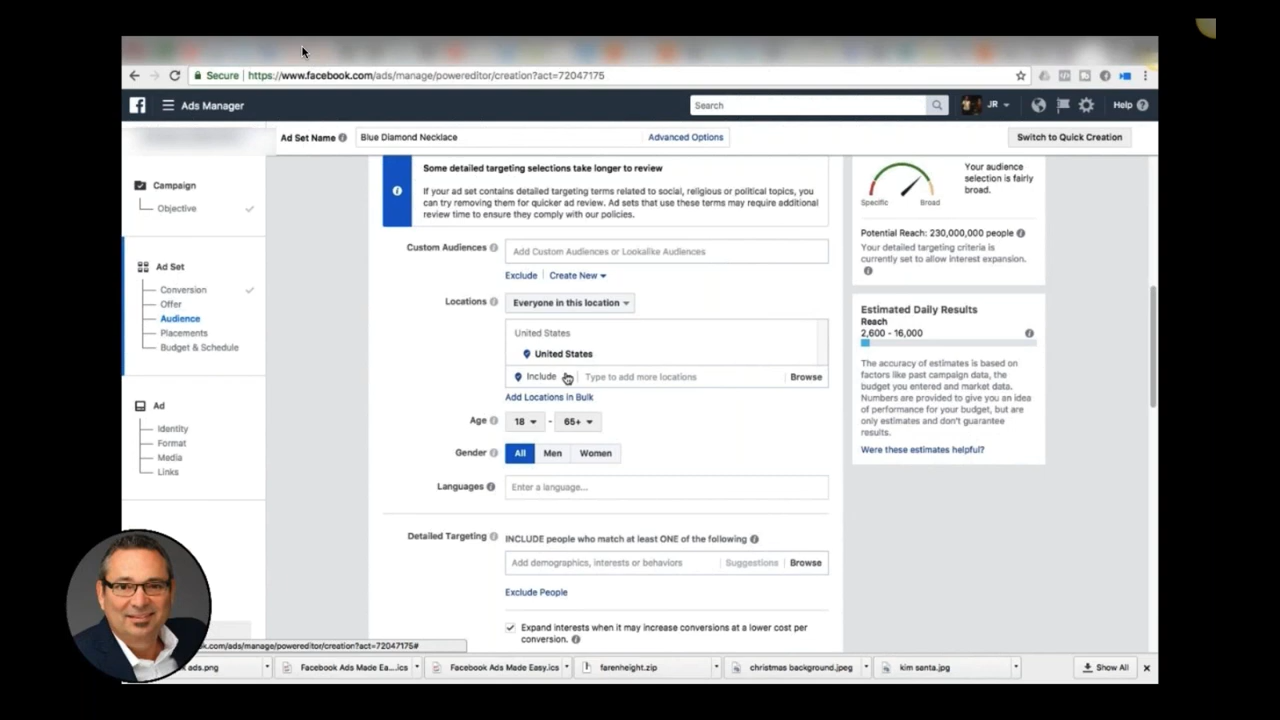 Secure
https://www.facebook.com/ads/manage/powereditor/creation?act=72047175
Ads Manager
Search
JR
Help
Ad Set Name
Blue Diamond Necklace
Advanced Options
Switch to Quick Creation
Campaign
Objective
Ad Set
Conversion
Offer
Audience
Placements
Budget & Schedule
Ad
Identity
Format
Media
Links
Some detailed targeting selections take longer to review
If your ad set contains detailed targeting terms related to social, religious or political topics, you
can try removing them for quicker ad review. Ad sets that use these terms may require additional
review time to ensure they comply with our policies.
Custom Audiences
Add Custom Audiences or Lookalike Audiences
Exclude
Create New
Locations
Everyone in this location
United States
United States
Include
Type to add more locations
Browse
Add Locations in Bulk
Age
18 - 65+
Gender
All
Men
Women
Languages
Enter a language...
Detailed Targeting
INCLUDE people who match at least ONE of the following
Add demographics, interests or behaviors
Suggestions
Browse
Exclude People
Expand interests when it may increase conversions at a lower cost per
conversion.
Specific
Broad
Your audience
selection is fairly
broad.
Potential Reach: 230,000,000 people
Your detailed targeting criteria is
currently set to allow interest expansion.
Estimated Daily Results
Reach
2,600 - 16,000
The accuracy of estimates is based on
factors like past campaign data, the
budget you entered and market data.
Numbers are provided to give you an idea
of performance for your budget, but are
only estimates and don't guarantee
results.
Were these estimates helpful?
k.com/ads/manage/powereditor/creation?act=72047175#
ads.png
Facebook Ads Made Ea....ics
Facebook Ads Made Easy.ics
farenheight.zip
christmas background.jpeg
kim santa.jpg
Show All